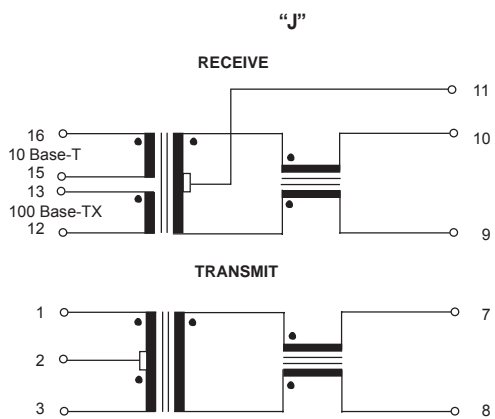 “J”
RECEIVE
11
16
10
10 Base-T
15
13
100 Base-TX
12
9
TRANSMIT
1
7
2
3
8